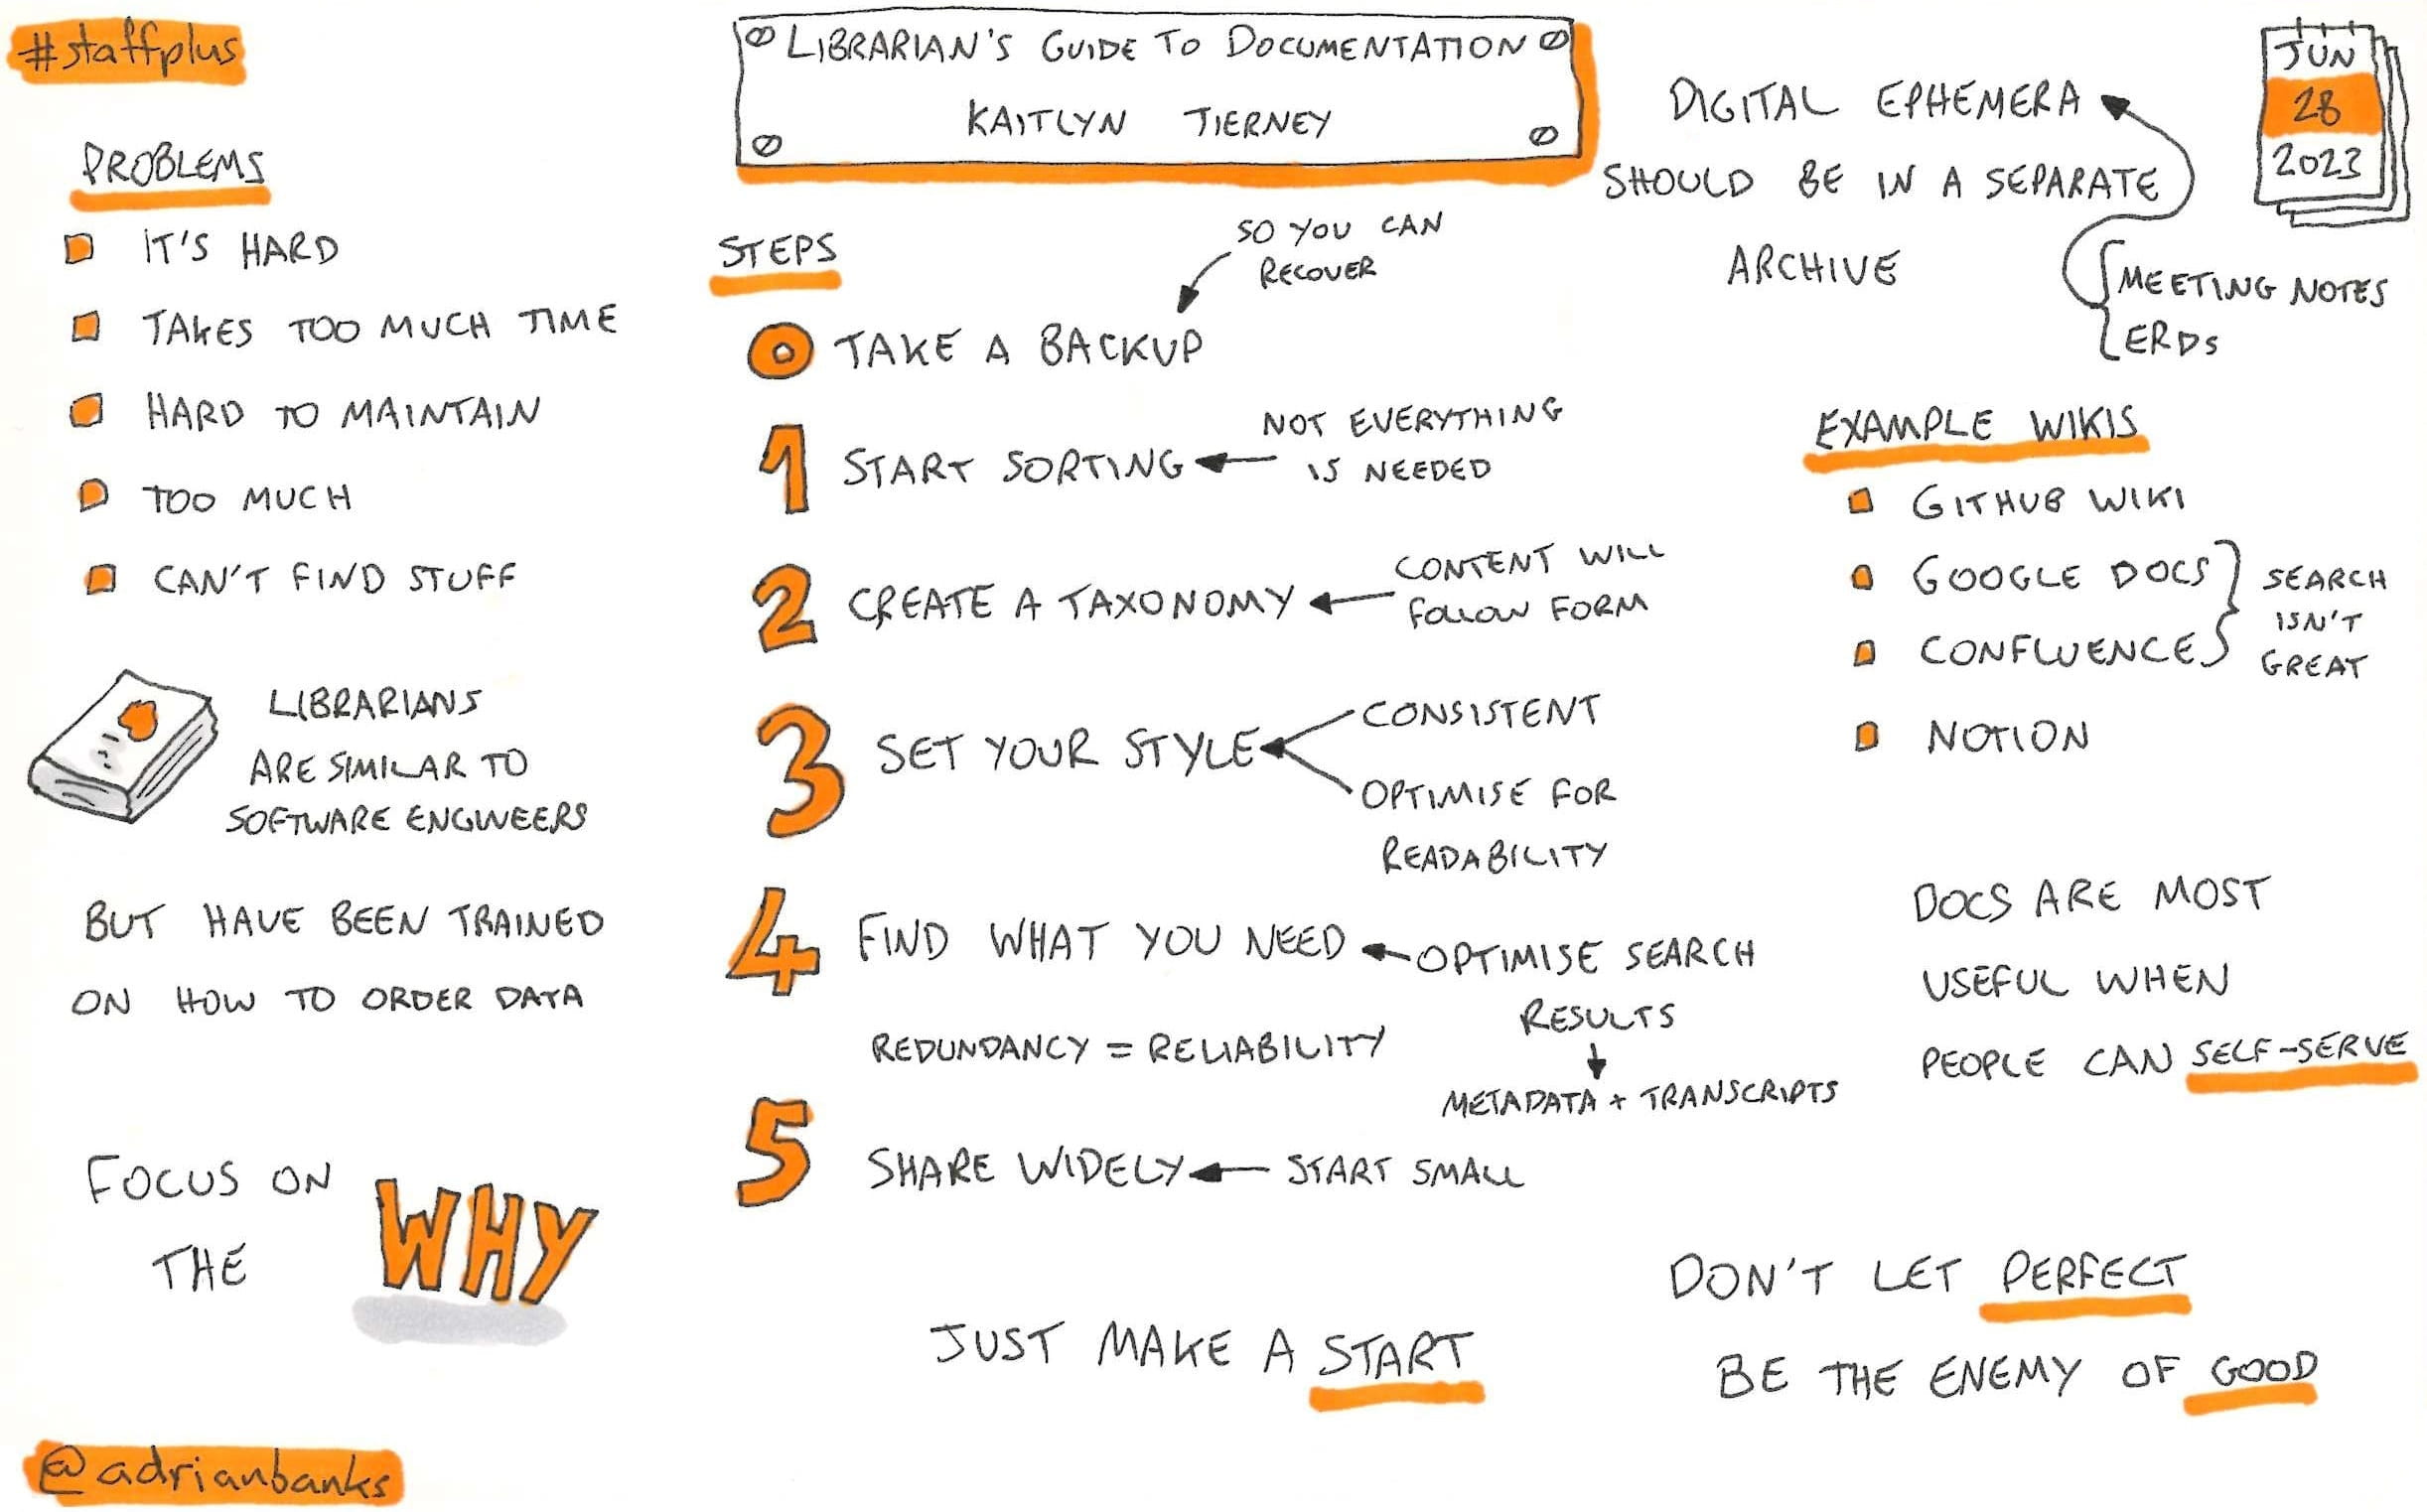 #staffplus
LIBRARIAN'S GUIDE TO DOCUMENTATION
KAITLYN TIERNEY
JUN
28
2023
PROBLEMS
IT'S HARD
TAKES TOO MUCH TIME
HARD TO MAINTAIN
TOO MUCH
CAN'T FIND STUFF
LIBRARIANS
ARE SIMILAR TO
SOFTWARE ENGINEERS
BUT HAVE BEEN TRAINED
ON HOW TO ORDER DATA
FOCUS ON
THE WHY
STEPS
SO YOU CAN
RECOVER
0 TAKE A BACKUP
1 START SORTING
NOT EVERYTHING
IS NEEDED
2 CREATE A TAXONOMY
CONTENT WILL
FOLLOW FORM
3 SET YOUR STYLE
CONSISTENT
OPTIMISE FOR
READABILITY
4 FIND WHAT YOU NEED
OPTIMISE SEARCH
RESULTS
METADATA + TRANSCRIPTS
REDUNDANCY = RELIABILITY
5 SHARE WIDELY
START SMALL
JUST MAKE A START
DIGITAL EPHEMERA
SHOULD BE IN A SEPARATE
ARCHIVE
MEETING NOTES
ERDs
EXAMPLE WIKIS
GITHUB WIKI
GOOGLE DOCS
CONFLUENCE
SEARCH
ISN'T
GREAT
NOTION
DOCS ARE MOST
USEFUL WHEN
PEOPLE CAN SELF-SERVE
DON'T LET PERFECT
BE THE ENEMY OF GOOD
@adrianbanks